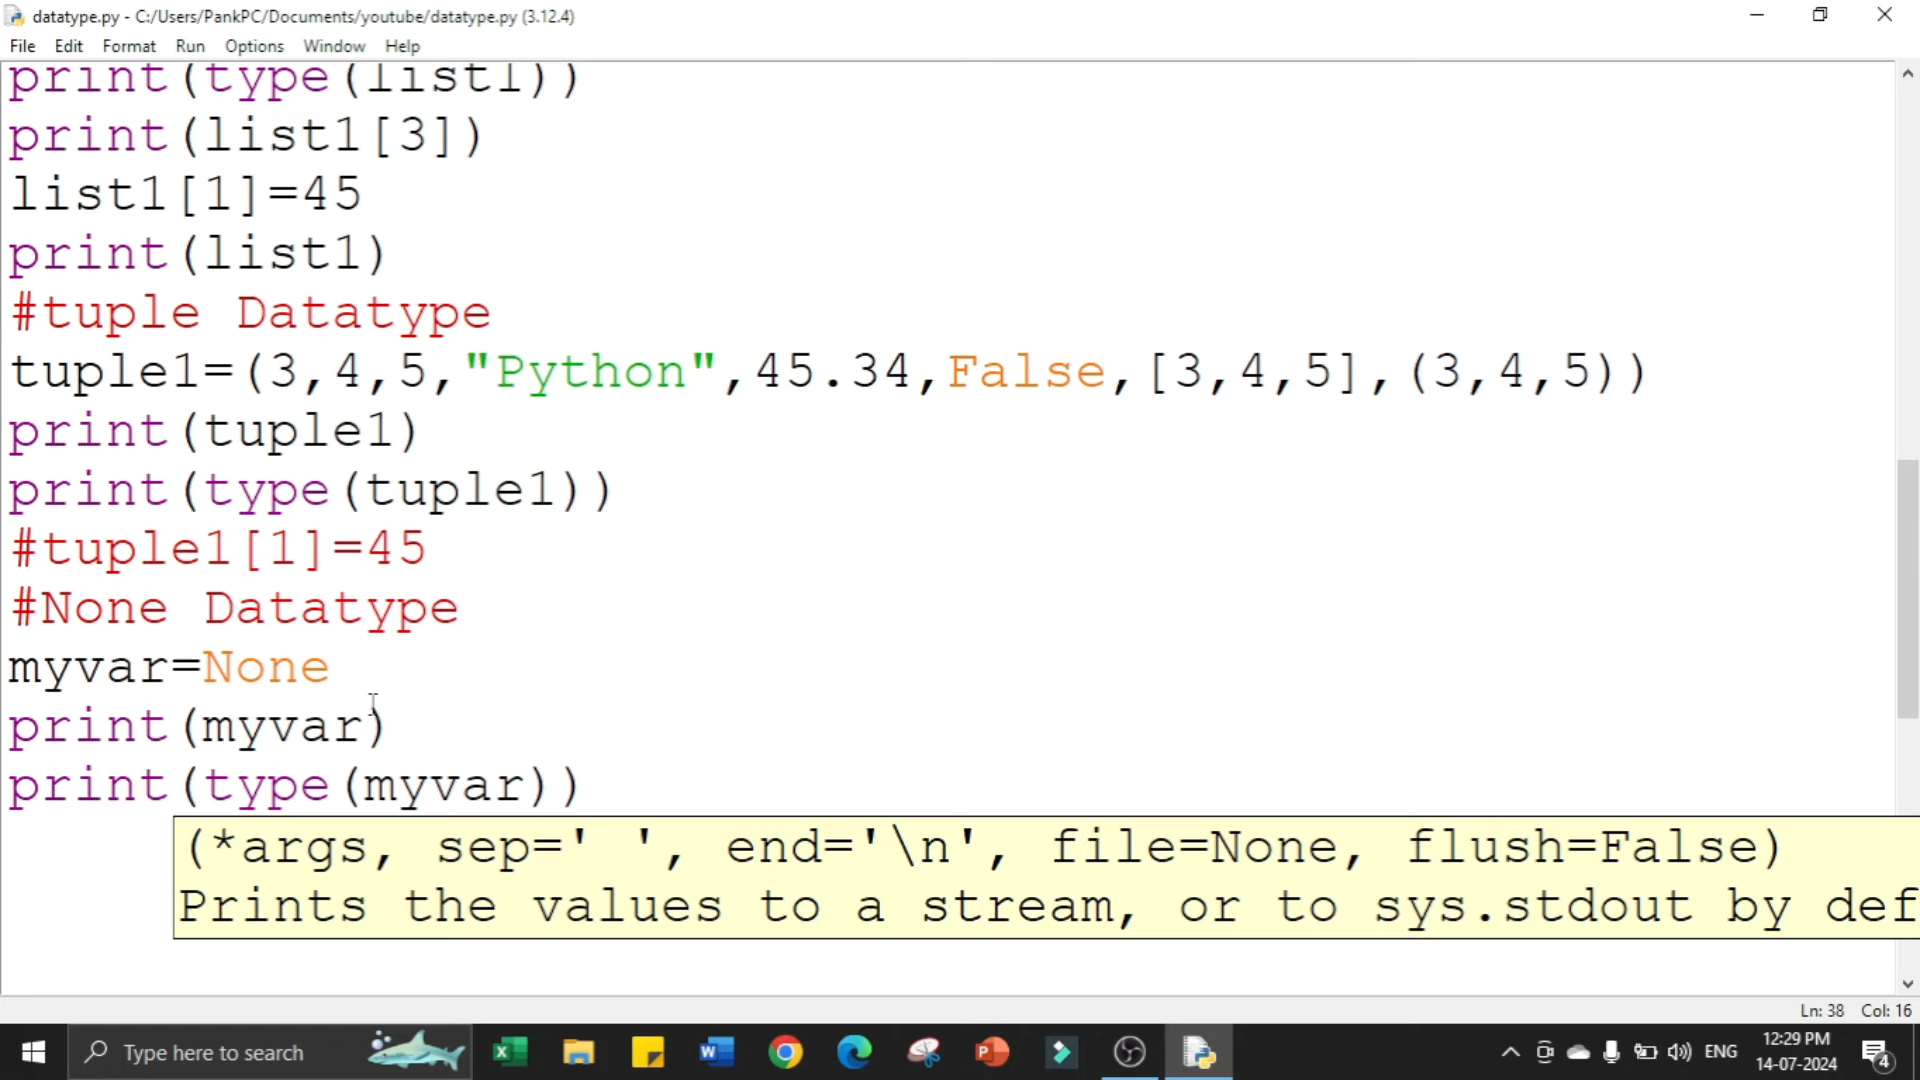 datatype.py - C:/Users/PankPC/Documents/youtube/datatype.py (3.12.4)
File Edit Format Run Options Window Help
print(type(list1))
print(list1[3])
list1[1]=45
print(list1)
#tuple Datatype
tuple1=(3,4,5,"Python",45.34,False,[3,4,5],(3,4,5))
print(tuple1)
print(type(tuple1))
#tuple1[1]=45
#None Datatype
myvar=None
print(myvar)
print(type(myvar))
(*args, sep=' ', end='\n', file=None, flush=False)
Prints the values to a stream, or to sys.stdout by def
Ln: 38 Col: 16
Type here to search
ENG
12:29 PM
14-07-2024
4